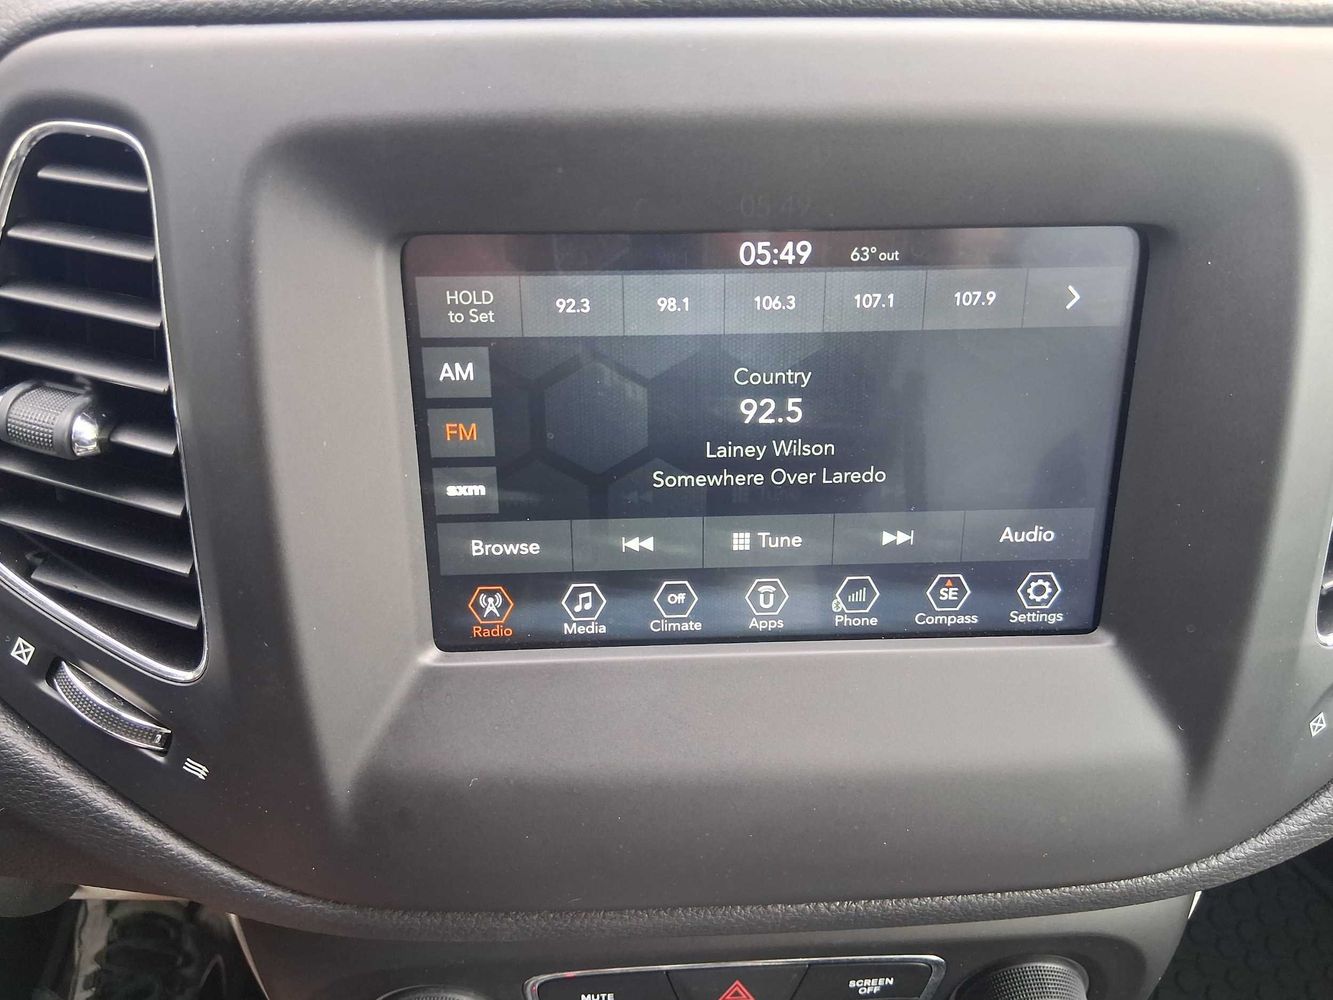 05:49 63° out
HOLD
to Set
92.3 98.1 106.3 107.1 107.9
AM
FM
sxm
Country
92.5
Lainey Wilson
Somewhere Over Laredo
Browse Tune Audio
Off U SE
Radio Media Climate Apps Phone Compass Settings
MUTE
SCREEN
OFF